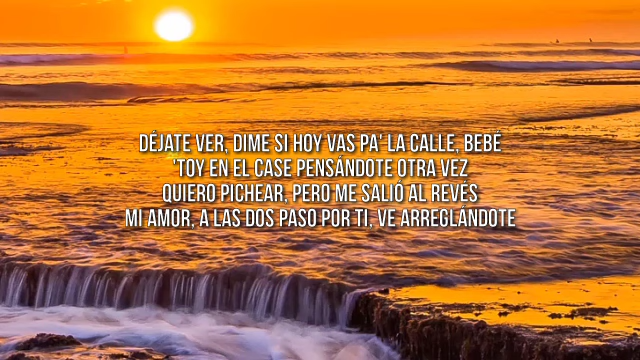 DÉJATE VER, DIME SI HOY VAS PA' LA CALLE, BEBÉ
'TOY EN EL CASE PENSÁNDOTE OTRA VEZ
QUIERO PICHEAR, PERO ME SALIÓ AL REVÉS
MI AMOR, A LAS DOS PASO POR TI, VE ARREGLÁNDOTE